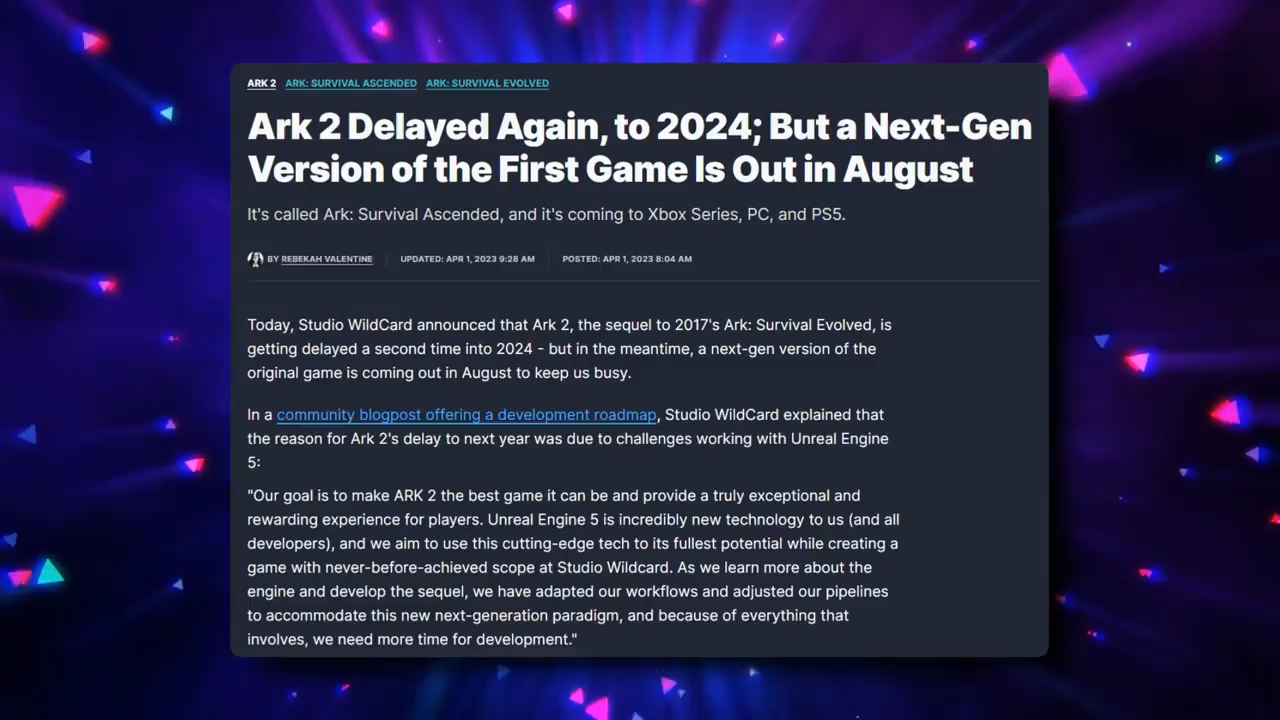 ARK 2 ARK: SURVIVAL ASCENDED ARK: SURVIVAL EVOLVED
Ark 2 Delayed Again, to 2024; But a Next-Gen
Version of the First Game Is Out in August
It's called Ark: Survival Ascended, and it's coming to Xbox Series, PC, and PS5.
BY REBEKAH VALENTINE UPDATED: APR 1, 2023 9:28 AM POSTED: APR 1, 2023 8:04 AM
Today, Studio WildCard announced that Ark 2, the sequel to 2017's Ark: Survival Evolved, is
getting delayed a second time into 2024 - but in the meantime, a next-gen version of the
original game is coming out in August to keep us busy.
In a community blogpost offering a development roadmap, Studio WildCard explained that
the reason for Ark 2's delay to next year was due to challenges working with Unreal Engine
5:
"Our goal is to make ARK 2 the best game it can be and provide a truly exceptional and
rewarding experience for players. Unreal Engine 5 is incredibly new technology to us (and all
developers), and we aim to use this cutting-edge tech to its fullest potential while creating a
game with never-before-achieved scope at Studio Wildcard. As we learn more about the
engine and develop the sequel, we have adapted our workflows and adjusted our pipelines
to accommodate this new next-generation paradigm, and because of everything that
involves, we need more time for development."